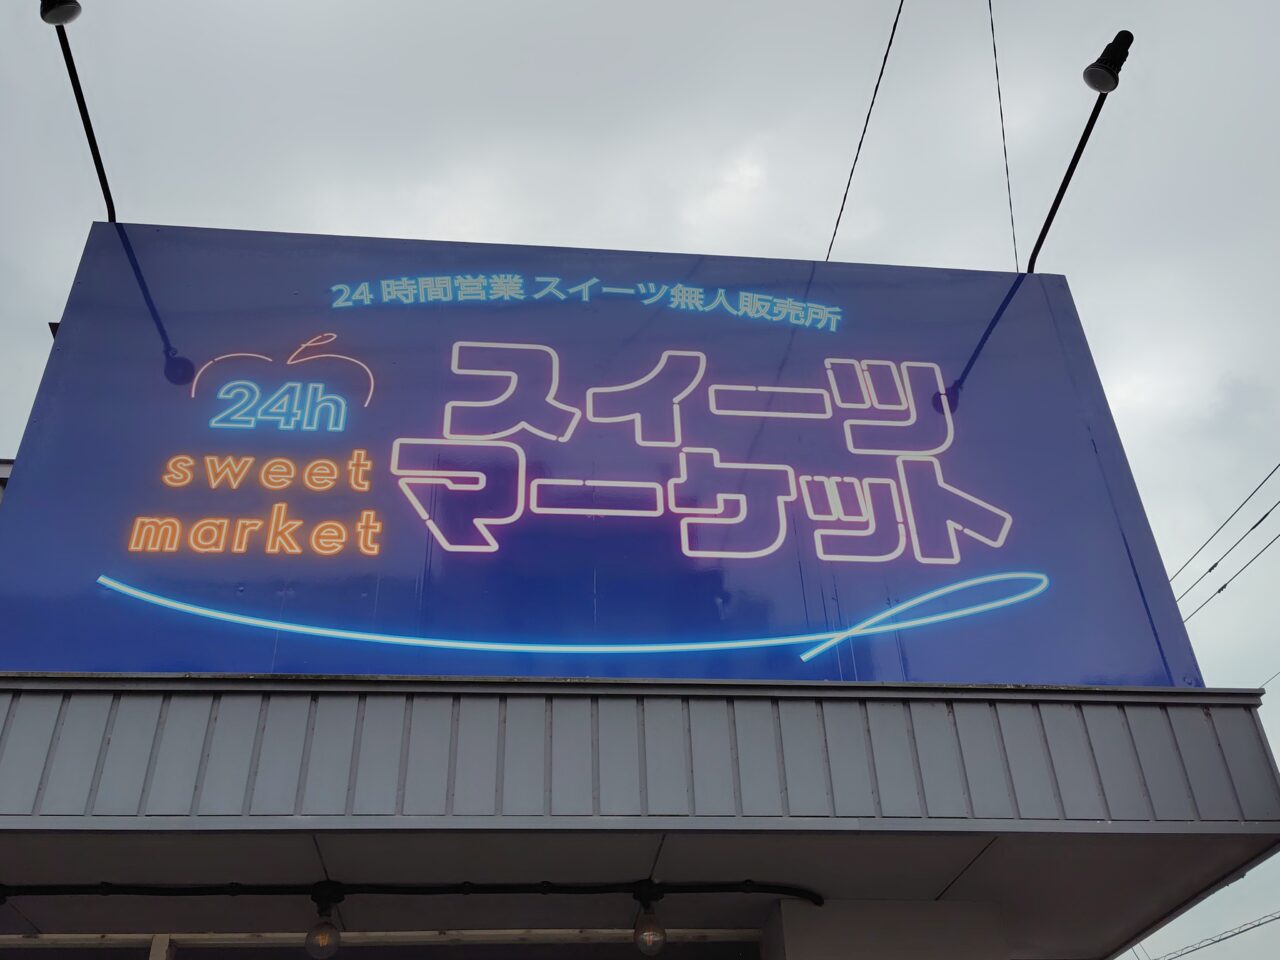 24時間営業 スイーツ無人販売所
24h
sweet
market
スイーツ
マーケット